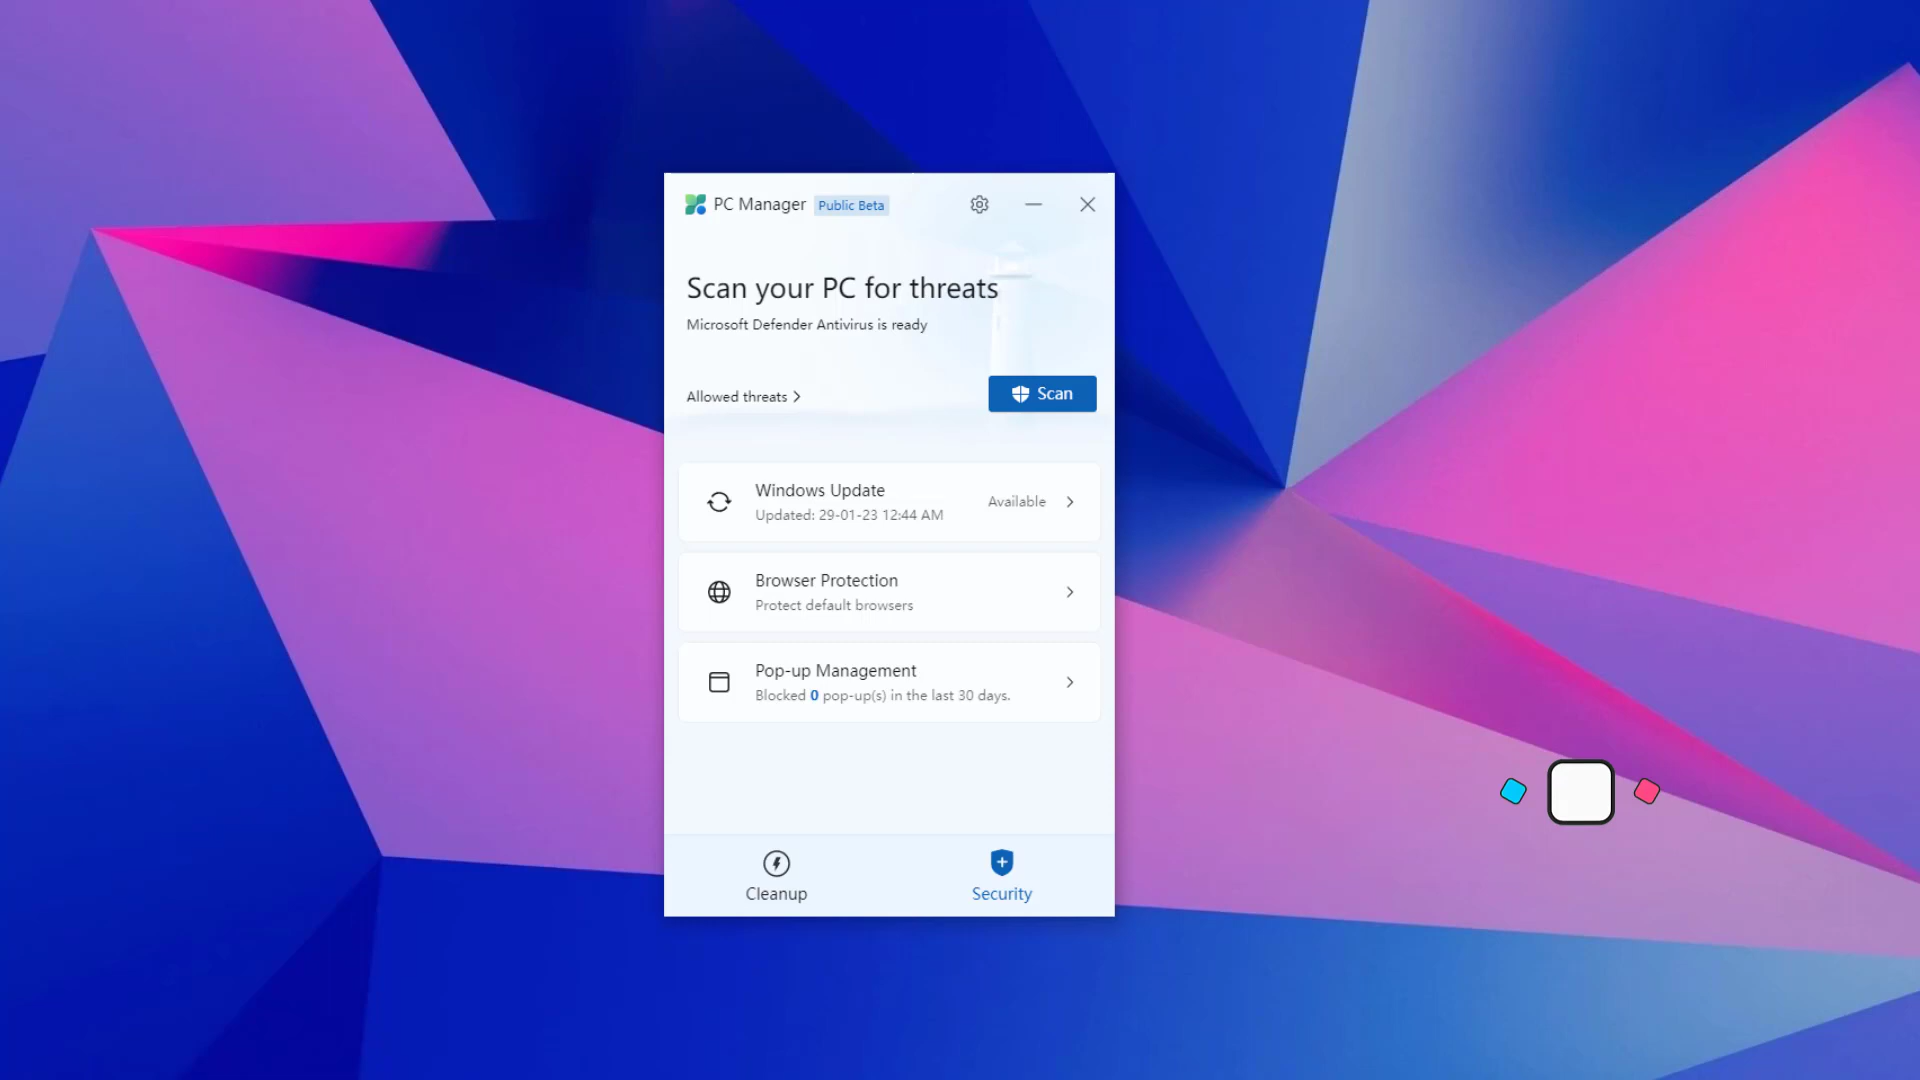 PC Manager Public Beta
Scan your PC for threats
Microsoft Defender Antivirus is ready
Allowed threats
Scan
Windows Update
Updated: 29-01-23 12:44 AM
Available
Browser Protection
Protect default browsers
Pop-up Management
Blocked 0 pop-up(s) in the last 30 days.
Cleanup
Security